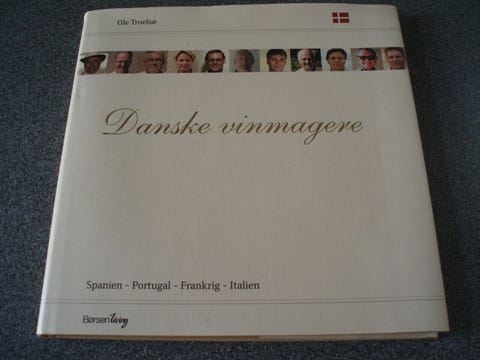 Ole Troelsø
Danske vinmagere
Spanien - Portugal - Frankrig - Italien
Børsen Living